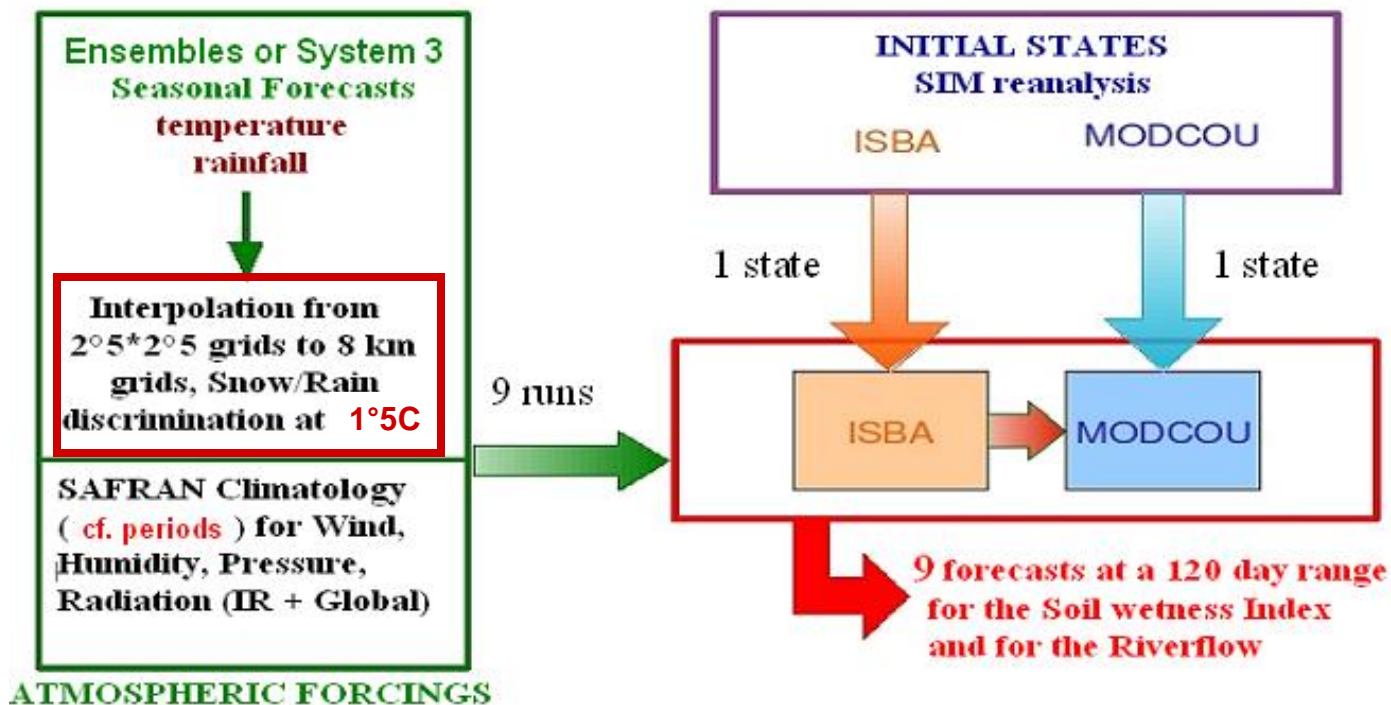 Ensembles or System 3
Seasonal Forecasts
temperature
rainfall
Interpolation from
2°5*2°5 grids to 8 km
grids, Snow/Rain
discrimination at 1°5C
SAFRAN Climatology
( cf. periods ) for Wind,
Humidity, Pressure,
Radiation (IR + Global)
ATMOSPHERIC FORCINGS
9 runs
INITIAL STATES
SIM reanalysis
ISBA MODCOU
1 state 1 state
ISBA MODCOU
9 forecasts at a 120 day range
for the Soil wetness Index
and for the Riverflow